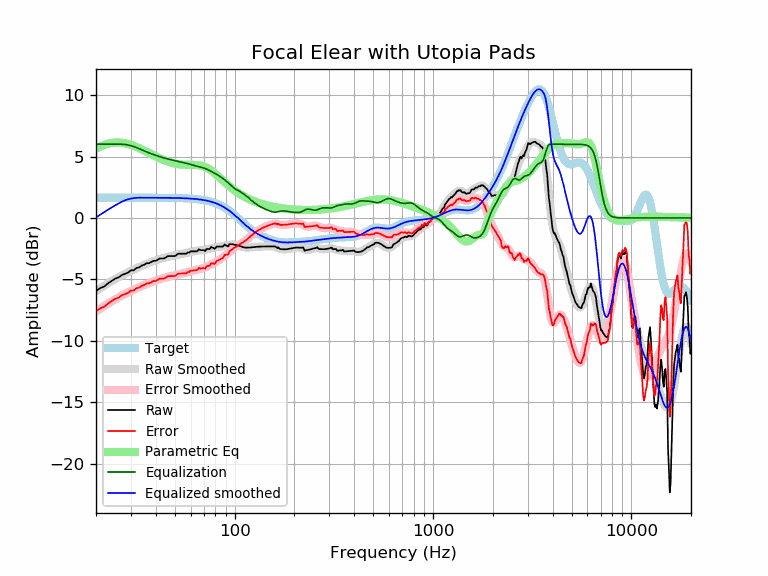 Focal Elear with Utopia Pads
10
5
0
−5
−10
−15
−20
Amplitude (dBr)
Target
Raw Smoothed
Error Smoothed
Raw
Error
Parametric Eq
Equalization
Equalized smoothed
100
1000
10000
Frequency (Hz)